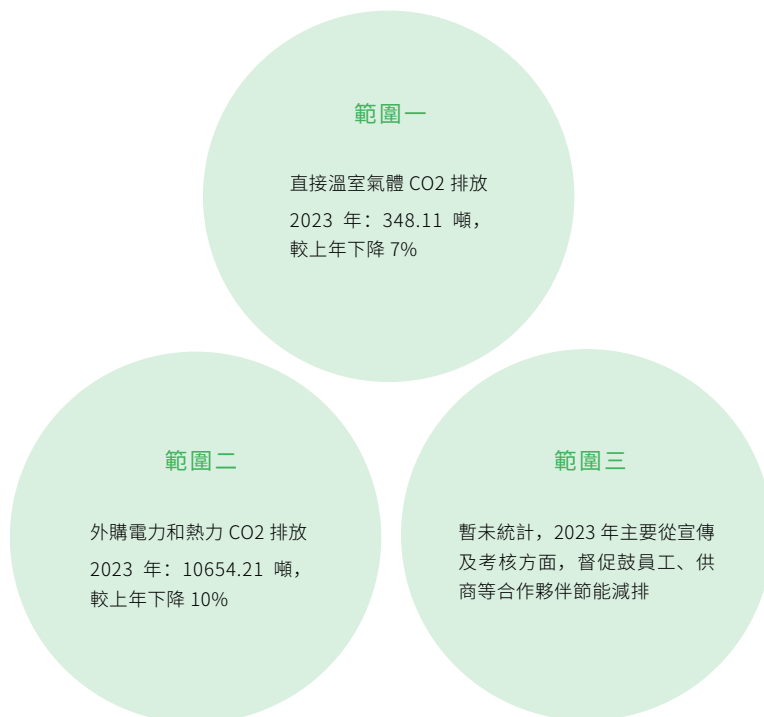 範圍一
直接溫室氣體 CO2 排放
2023 年：348.11 噸，
較上年下降 7%
範圍二
外購電力和熱力 CO2 排放
2023 年：10654.21 噸，
較上年下降 10%
範圍三
暫未統計，2023 年主要從宣傳
及考核方面，督促鼓員工、供
商等合作夥伴節能減排